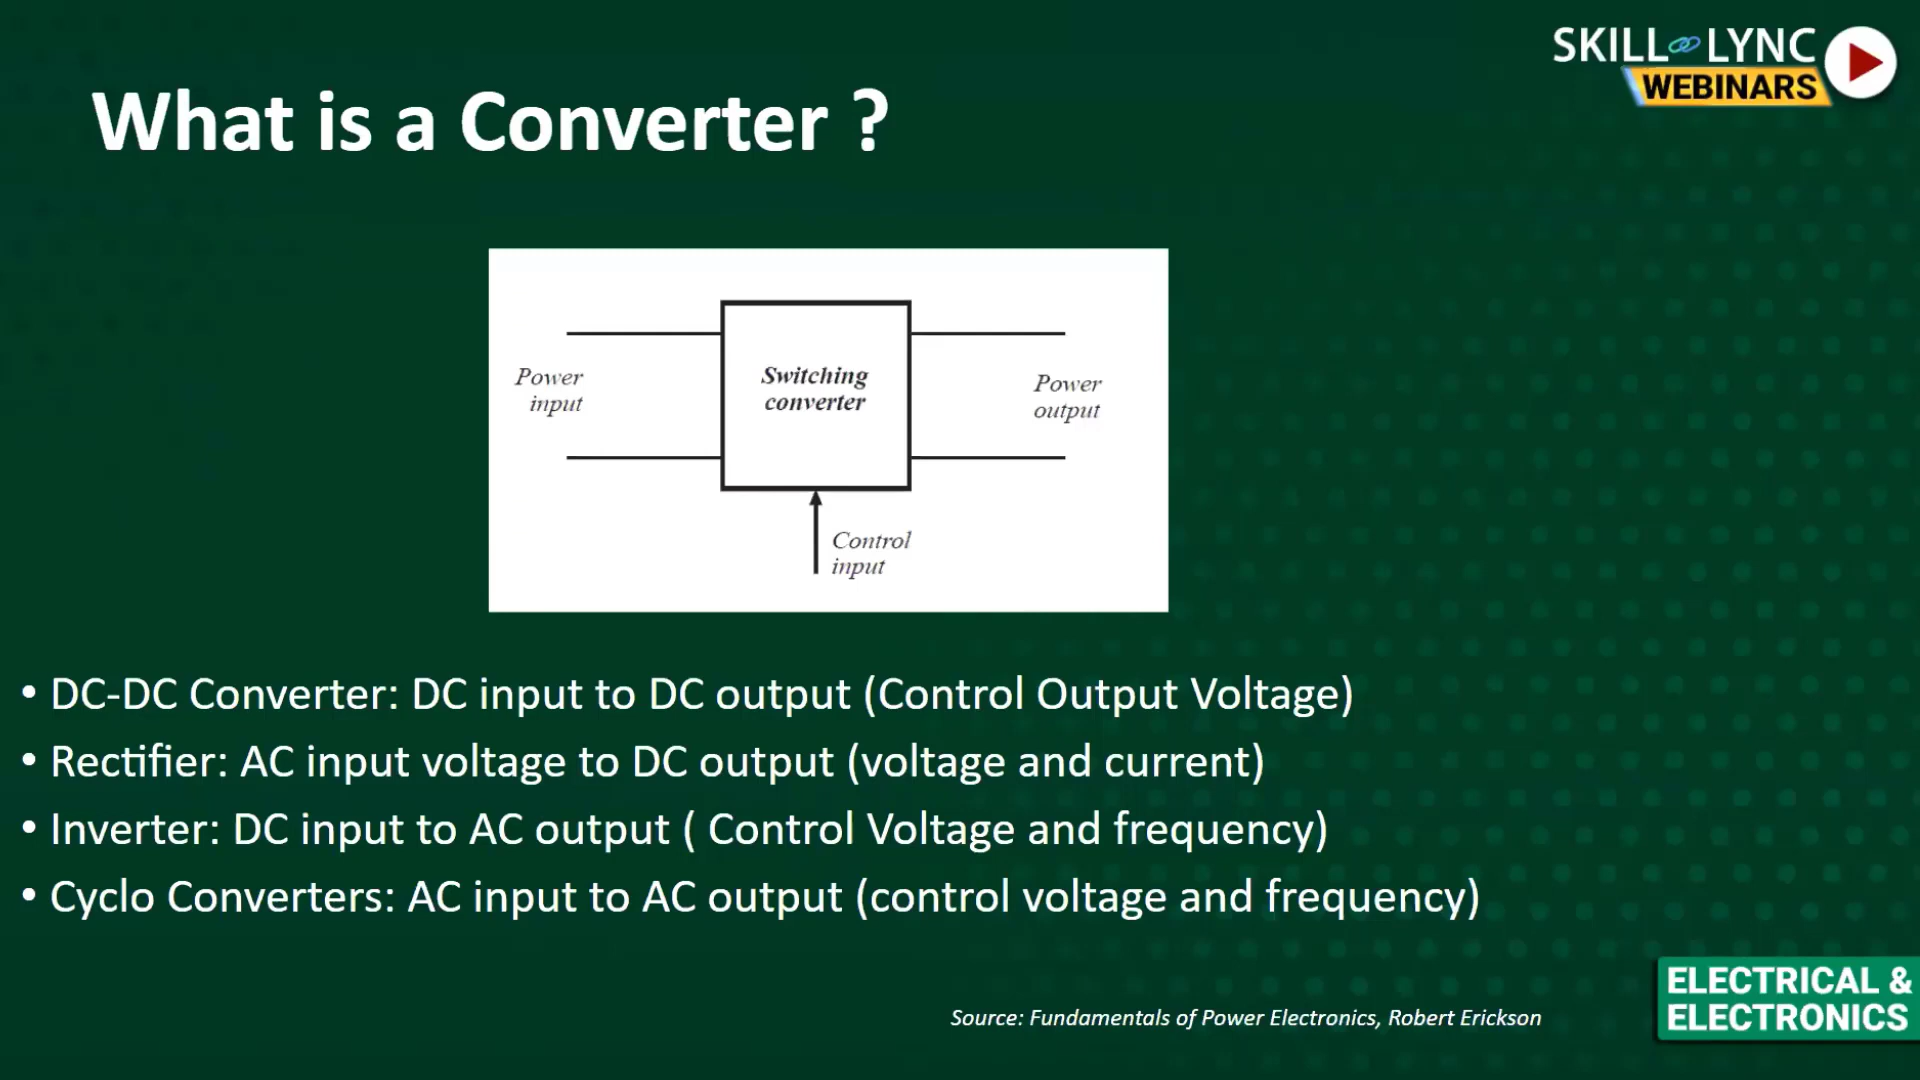 SKILL LYNC
WEBINARS
What is a Converter ?
Power
input
Switching
converter
Power
output
Control
input
• DC-DC Converter: DC input to DC output (Control Output Voltage)
• Rectifier: AC input voltage to DC output (voltage and current)
• Inverter: DC input to AC output ( Control Voltage and frequency)
• Cyclo Converters: AC input to AC output (control voltage and frequency)
Source: Fundamentals of Power Electronics, Robert Erickson
ELECTRICAL &
ELECTRONICS